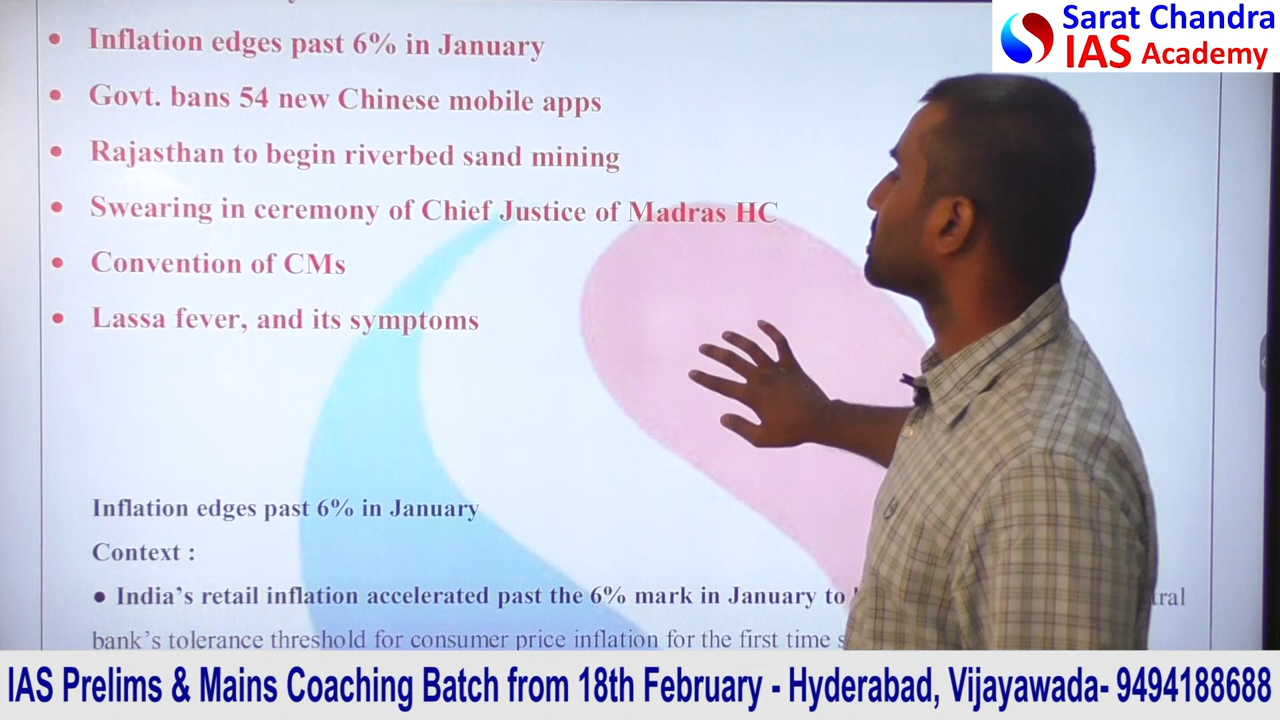 Sarat Chandra
IAS Academy
• Inflation edges past 6% in January
• Govt. bans 54 new Chinese mobile apps
• Rajasthan to begin riverbed sand mining
• Swearing in ceremony of Chief Justice of Madras HC
• Convention of CMs
• Lassa fever, and its symptoms
Inflation edges past 6% in January
Context :
● India's retail inflation accelerated past the 6% mark in January to
bank's tolerance threshold for consumer price inflation for the first time
IAS Prelims & Mains Coaching Batch from 18th February - Hyderabad, Vijayawada- 9494188688